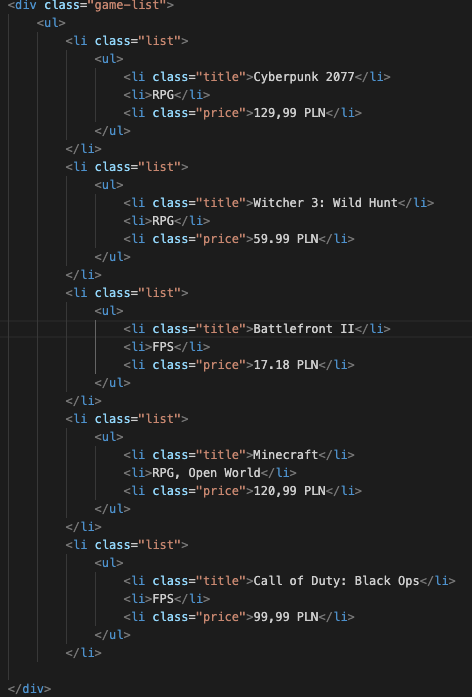 <div class="game-list">
<ul>
<li class="list">
<ul>
<li class="title">Cyberpunk 2077</li>
<li>RPG</li>
<li class="price">129,99 PLN</li>
</ul>
</li>
<li class="list">
<ul>
<li class="title">Witcher 3: Wild Hunt</li>
<li>RPG</li>
<li class="price">59.99 PLN</li>
</ul>
</li>
<li class="list">
<ul>
<li class="title">Battlefront II</li>
<li>FPS</li>
<li class="price">17.18 PLN</li>
</ul>
</li>
<li class="list">
<ul>
<li class="title">Minecraft</li>
<li>RPG, Open World</li>
<li class="price">120,99 PLN</li>
</ul>
</li>
<li class="list">
<ul>
<li class="title">Call of Duty: Black Ops</li>
<li>FPS</li>
<li class="price">99,99 PLN</li>
</ul>
</li>
</div>